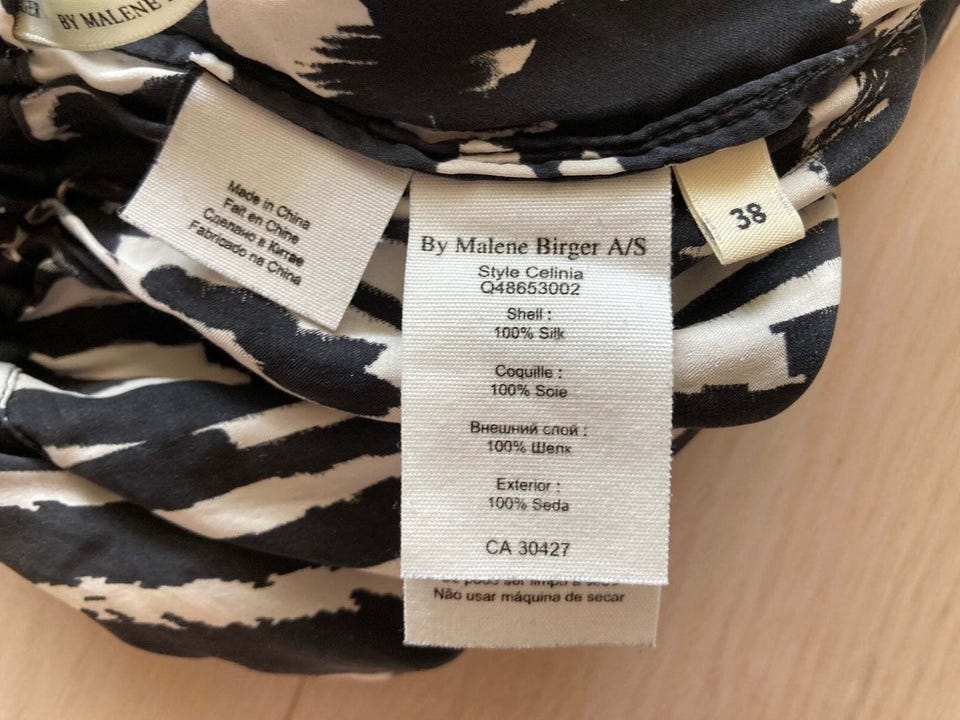 BY MALENE
Made in China
Fait en Chine
Сделано в Китае
Fabricado na China
By Malene Birger A/S
Style Celinia
Q48653002
Shell :
100% Silk
Coquille :
100% Soie
Внешний слой :
100% Шелк
Exterior :
100% Seda
CA 30427
Não usar máquina de secar
38